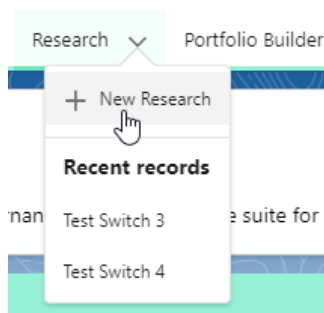 Research Portfolio Builder
+ New Research
Recent records
Test Switch 3
suite for
Test Switch 4